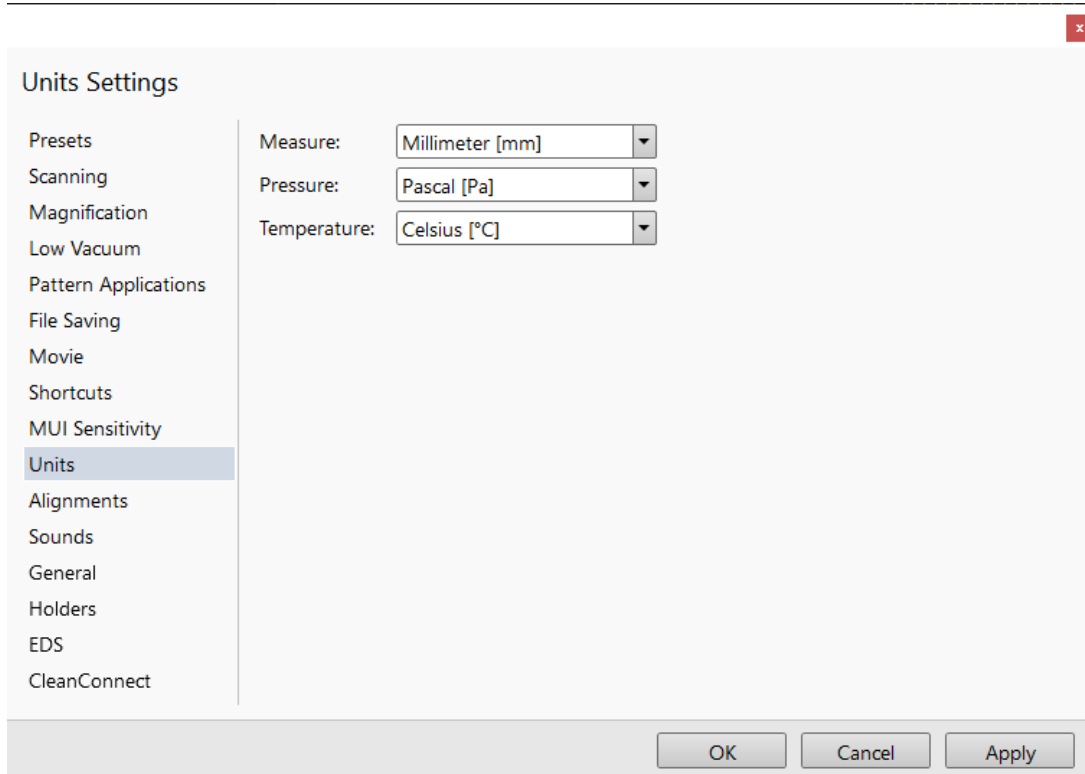 x
Units Settings
Presets
Scanning
Magnification
Low Vacuum
Pattern Applications
File Saving
Movie
Shortcuts
MUI Sensitivity
Units
Alignments
Sounds
General
Holders
EDS
CleanConnect
Measure: Millimeter [mm]
Pressure: Pascal [Pa]
Temperature: Celsius [°C]
OK Cancel Apply